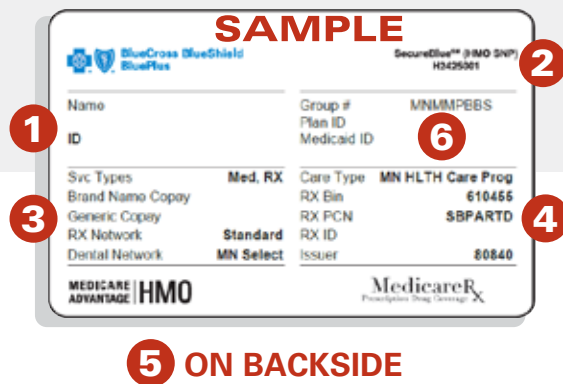 SAMPLE
BlueCross BlueShield
BluePlus
SecureBlue℠ (HMO SNP)
H2425001
2
Name
Group # MNMMPBBS
Plan ID
1
ID
Medicaid ID
6
Svc Types Med, RX
Care Type MN HLTH Care Prog
Brand Name Copay
RX Bin 610455
3
Generic Copay
RX PCN SBPARTD
4
RX Network Standard
RX ID
Dental Network MN Select
Issuer 80840
MEDICARE
ADVANTAGE HMO
MedicareRx
Prescription Drug Coverage
5 ON BACKSIDE